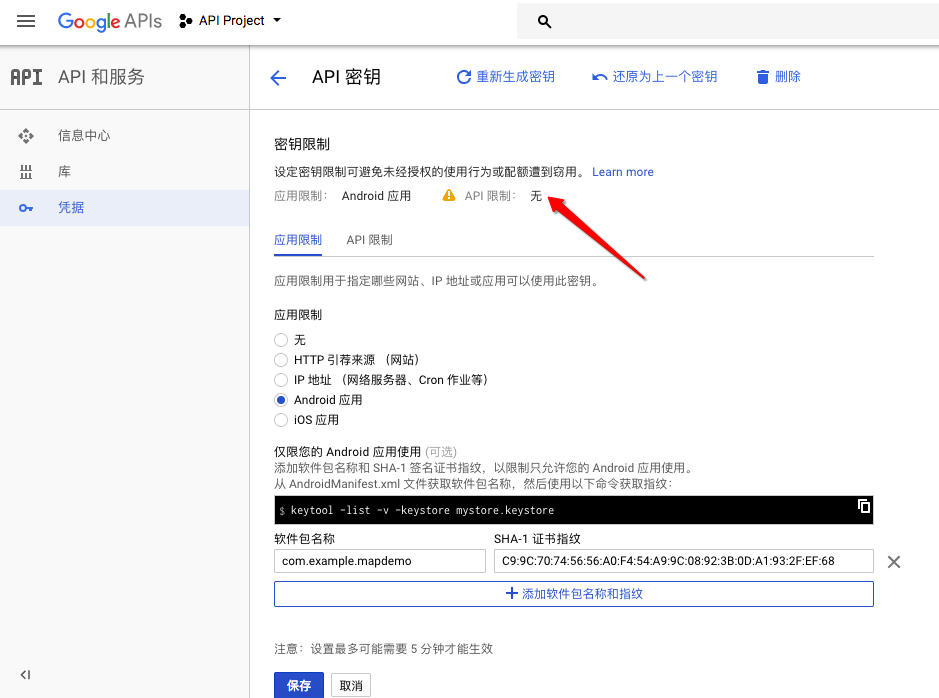 Google APIs API Project
API API 和服务
API 密钥 重新生成密钥 还原为上一个密钥 删除
信息中心
库
凭据
密钥限制
设定密钥限制可避免未经授权的使用行为或配额遭到窃用。 Learn more
应用限制： Android 应用 API 限制： 无
应用限制 API 限制
应用限制用于指定哪些网站、IP 地址或应用可以使用此密钥。
应用限制
无
HTTP 引荐来源 （网站）
IP 地址 （网络服务器、Cron 作业等）
Android 应用
iOS 应用
仅限您的 Android 应用使用 (可选)
添加软件包名称和 SHA-1 签名证书指纹，以限制只允许您的 Android 应用使用。
从 AndroidManifest.xml 文件获取软件包名称，然后使用以下命令获取指纹：
$ keytool -list -v -keystore mystore.keystore
软件包名称 SHA-1 证书指纹
com.example.mapdemo C9:9C:70:74:56:56:A0:F4:54:A9:9C:08:92:3B:0D:A1:93:2F:EF:68
添加软件包名称和指纹
注意：设置最多可能需要 5 分钟才能生效
保存 取消